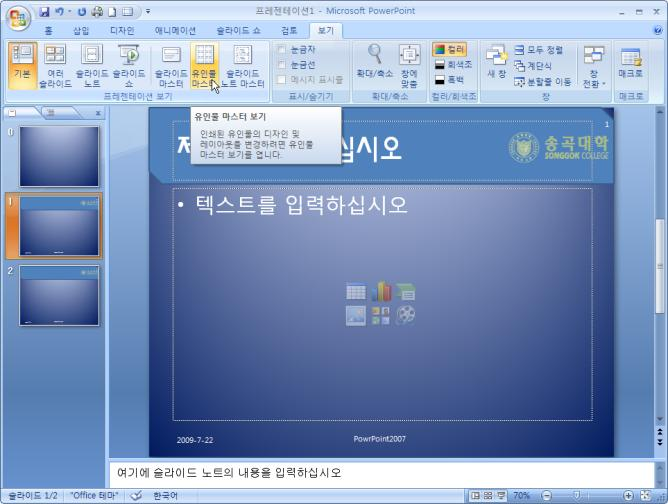 프레젠테이션1 - Microsoft PowerPoint
홈 삽입 디자인 애니메이션 슬라이드 쇼 검토 보기
기본
여러 슬라이드
슬라이드 노트
슬라이드 쇼
슬라이드 마스터
유인물 마스터
슬라이드 노트 마스터
프레젠테이션 보기
눈금자
눈금선
메시지 표시줄
표시/숨기기
확대/축소
창에 맞춤
확대/축소
컬러
회색조
흑백
컬러/회색조
새 창
모두 정렬
계단식
분할줄 이동
창 전환
창
매크로
매크로
유인물 마스터 보기
인쇄된 유인물의 디자인 및
레이아웃을 변경하려면 유인물
마스터 보기를 엽니다.
0
1
2
1
십시오
송곡대학
SONGGOK COLLEGE
• 텍스트를 입력하십시오
2009-7-22
PowrPoint2007
여기에 슬라이드 노트의 내용을 입력하십시오
슬라이드 1/2 "Office 테마" 한국어 70%